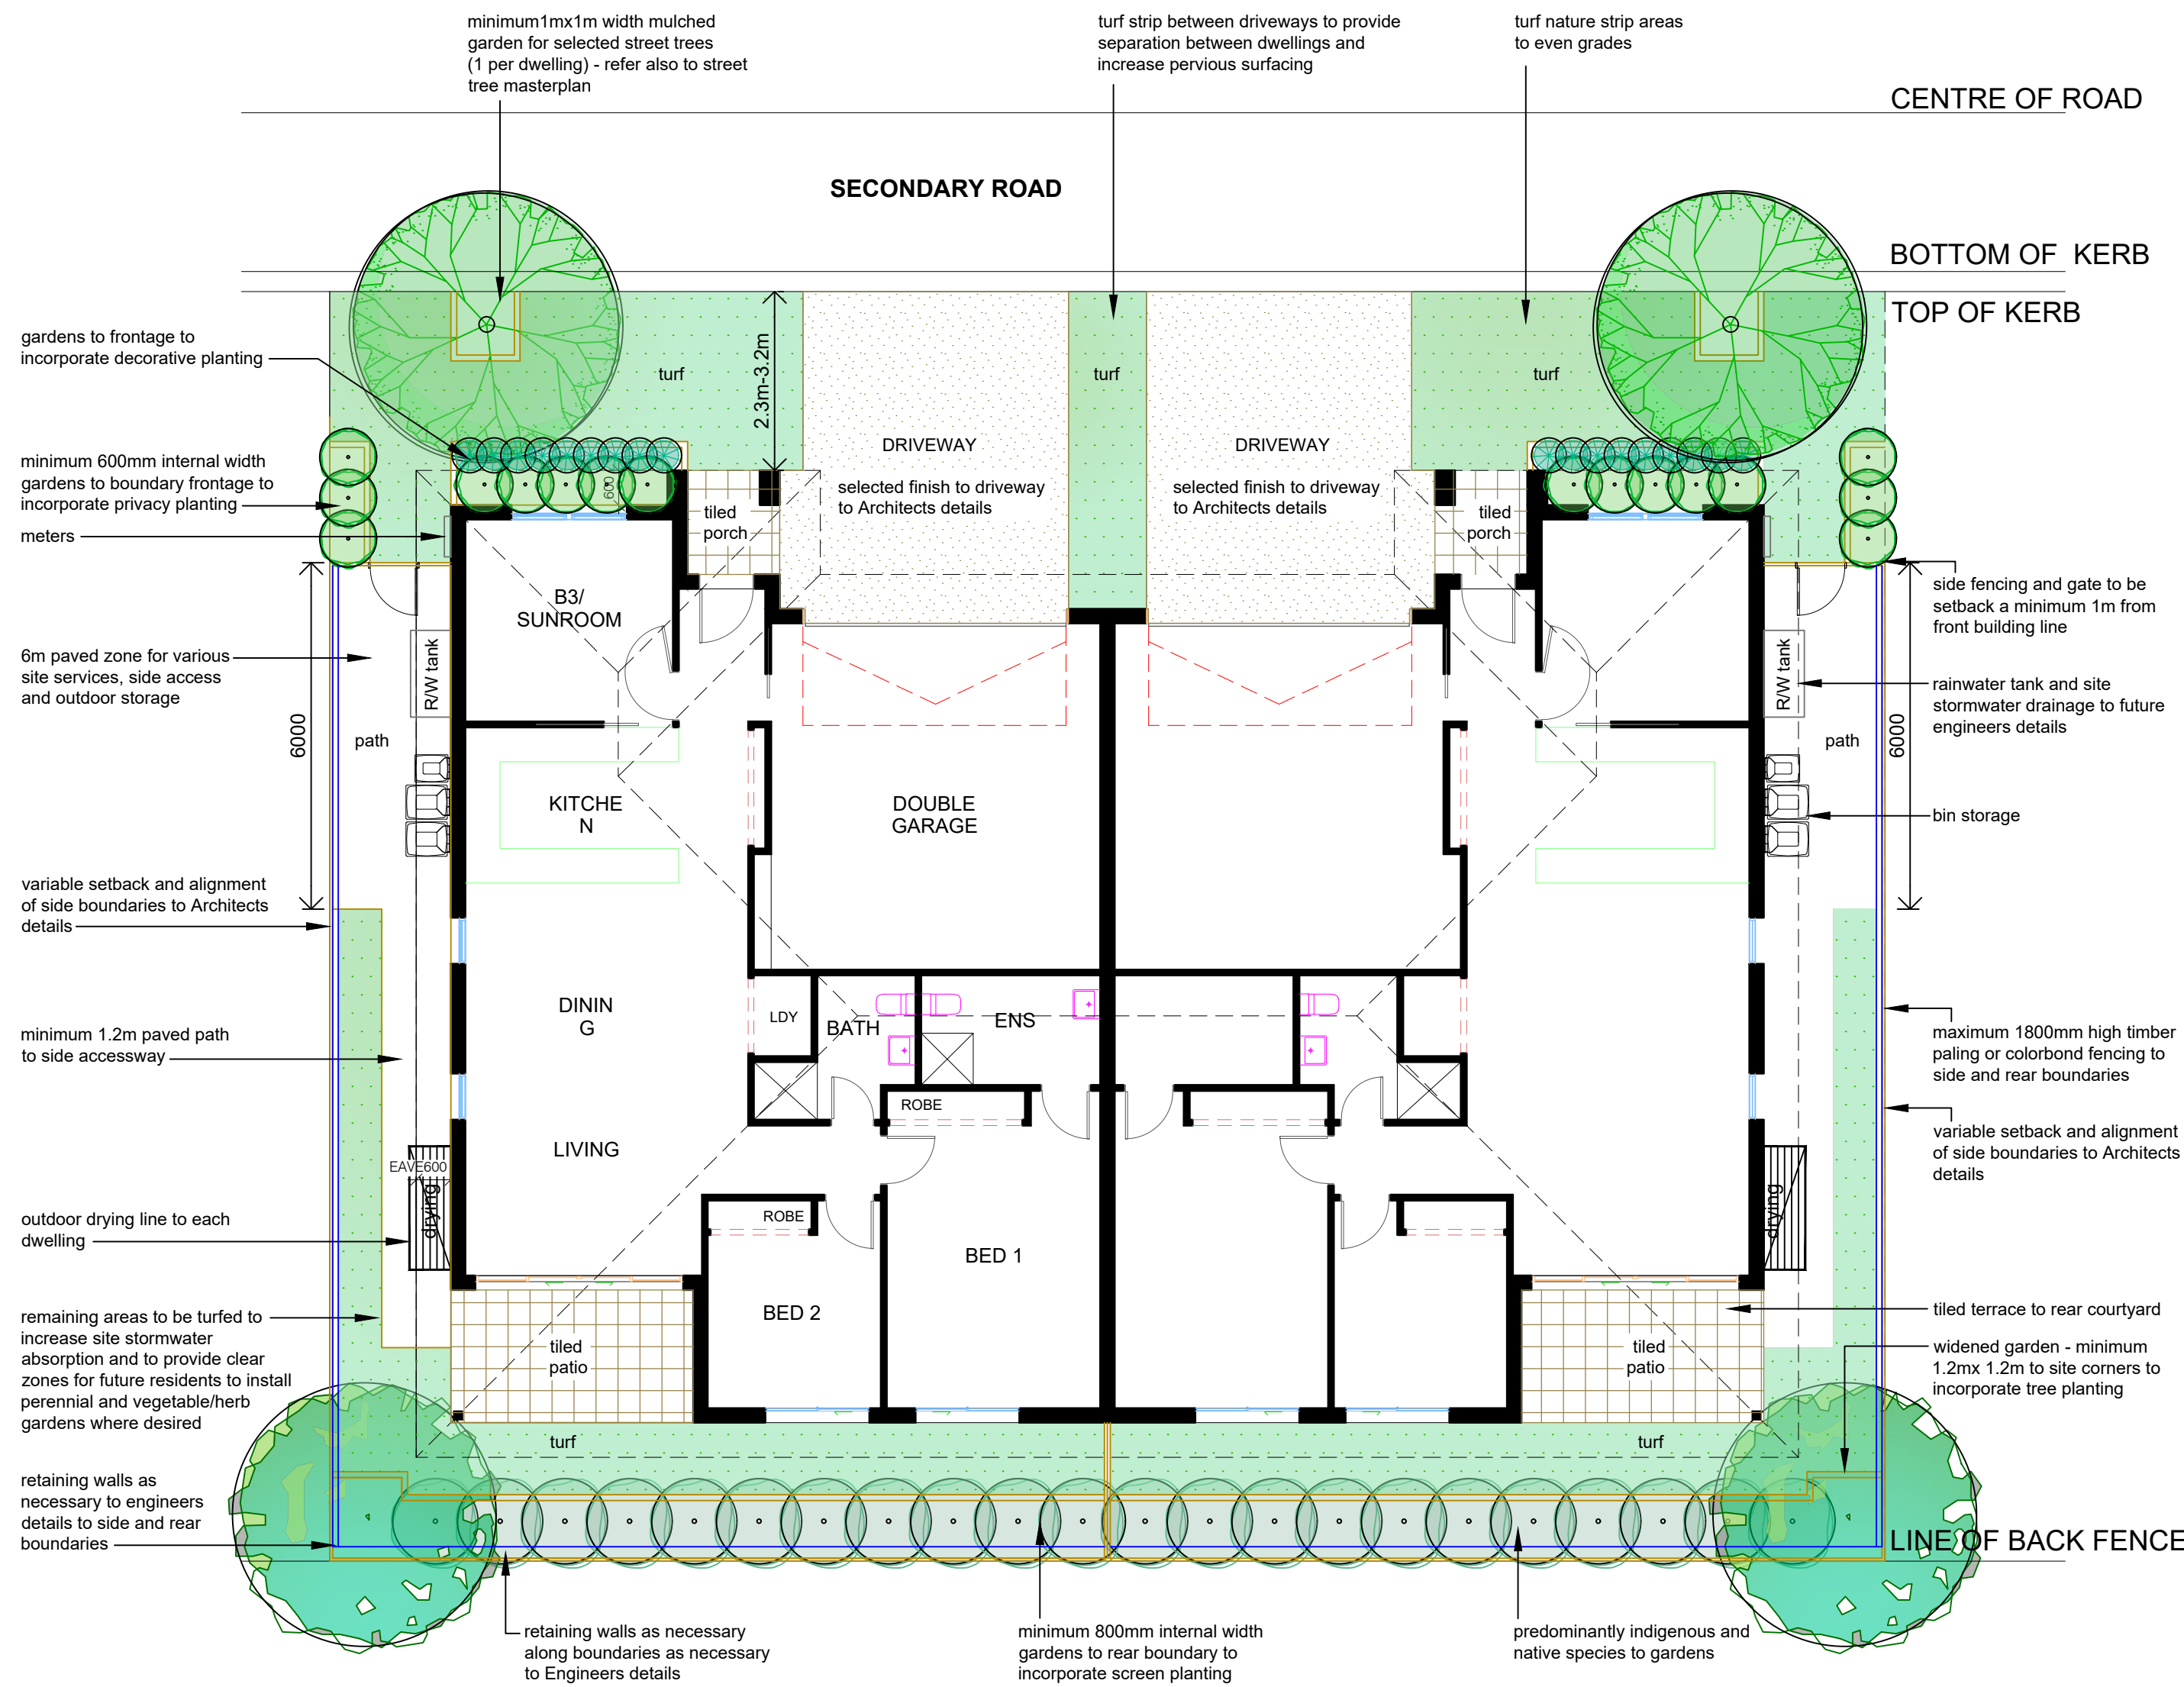 minimum1mx1m width mulched
garden for selected street trees
(1 per dwelling) - refer also to street
tree masterplan
turf strip between driveways to provide
separation between dwellings and
increase pervious surfacing
turf nature strip areas
to even grades
CENTRE OF ROAD
SECONDARY ROAD
BOTTOM OF KERB
TOP OF KERB
gardens to frontage to
incorporate decorative planting
minimum 600mm internal width
gardens to boundary frontage to
incorporate privacy planting
meters
6m paved zone for various
site services, side access
and outdoor storage
variable setback and alignment
of side boundaries to Architects
details
minimum 1.2m paved path
to side accessway
outdoor drying line to each
dwelling
remaining areas to be turfed to
increase site stormwater
absorption and to provide clear
zones for future residents to install
perennial and vegetable/herb
gardens where desired
retaining walls as
necessary to engineers
details to side and rear
boundaries
turf
2.3m-3.2m
turf
turf
DRIVEWAY
DRIVEWAY
selected finish to driveway
to Architects details
selected finish to driveway
to Architects details
600
tiled
porch
tiled
porch
B3/
SUNROOM
R/W tank
R/W tank
6000
6000
path
path
KITCHE
N
DOUBLE
GARAGE
DININ
G
LDY
BATH
ENS
ROBE
LIVING
EAVE600
drying
drying
ROBE
BED 1
BED 2
tiled
patio
tiled
patio
turf
turf
side fencing and gate to be
setback a minimum 1m from
front building line
rainwater tank and site
stormwater drainage to future
engineers details
bin storage
maximum 1800mm high timber
paling or colorbond fencing to
side and rear boundaries
variable setback and alignment
of side boundaries to Architects
details
tiled terrace to rear courtyard
widened garden - minimum
1.2mx 1.2m to site corners to
incorporate tree planting
LINE OF BACK FENCE
retaining walls as necessary
along boundaries as necessary
to Engineers details
minimum 800mm internal width
gardens to rear boundary to
incorporate screen planting
predominantly indigenous and
native species to gardens